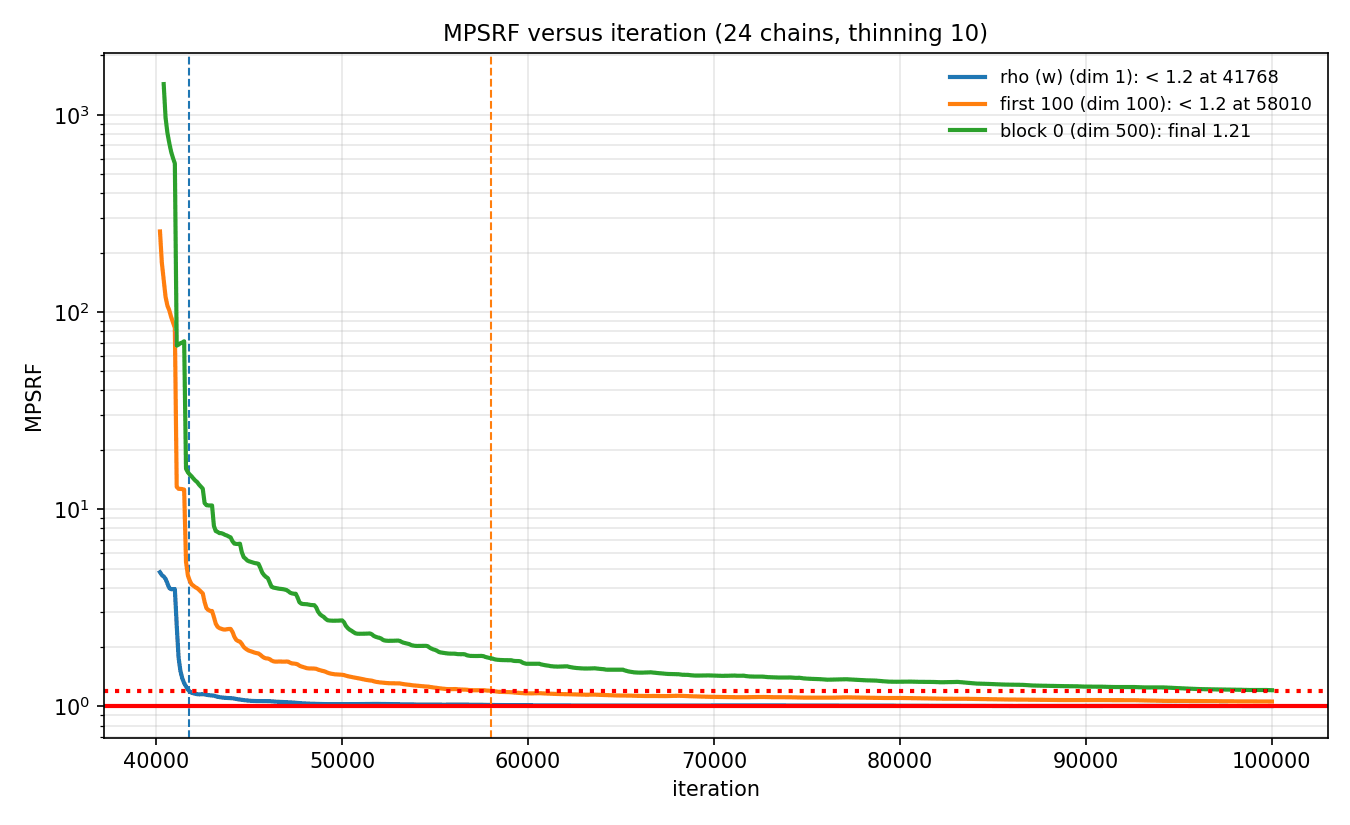 MPSRF versus iteration (24 chains, thinning 10)
rho (w) (dim 1): < 1.2 at 41768
first 100 (dim 100): < 1.2 at 58010
block 0 (dim 500): final 1.21
MPSRF
10³
10²
10¹
10⁰
40000 50000 60000 70000 80000 90000 100000
iteration